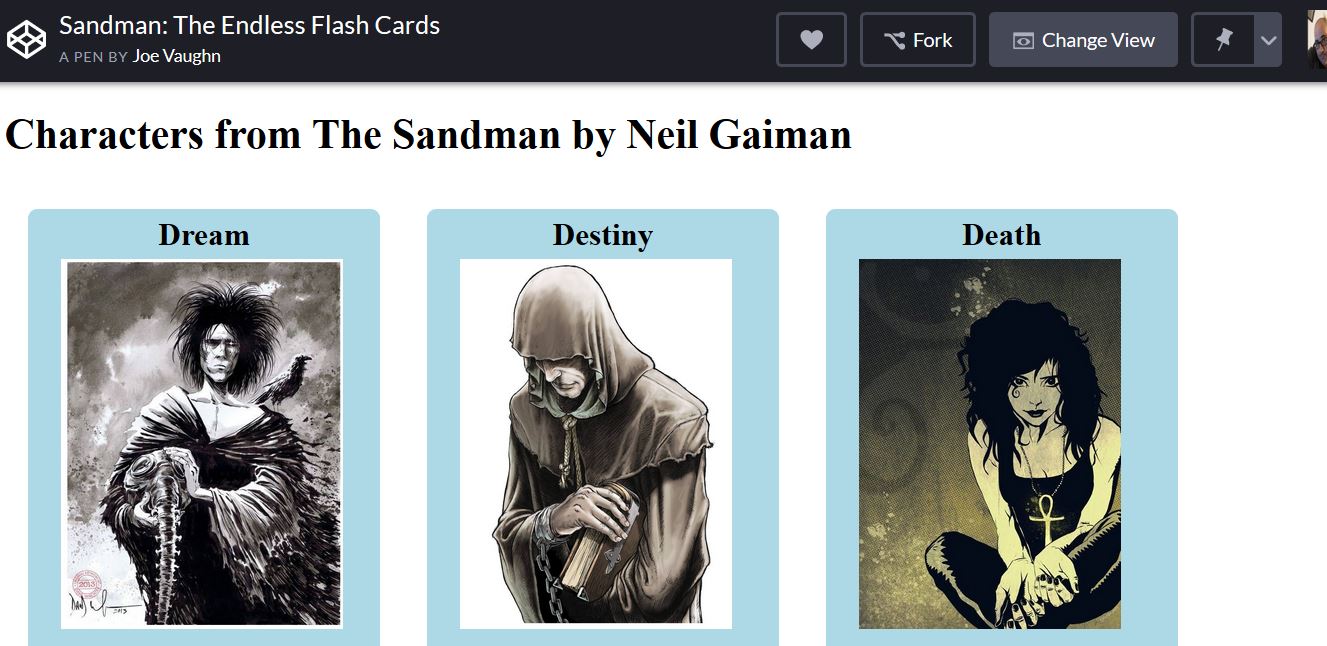 Sandman: The Endless Flash Cards
A PEN BY Joe Vaughn
Fork
Change View
Characters from The Sandman by Neil Gaiman
Dream
Destiny
Death
2013